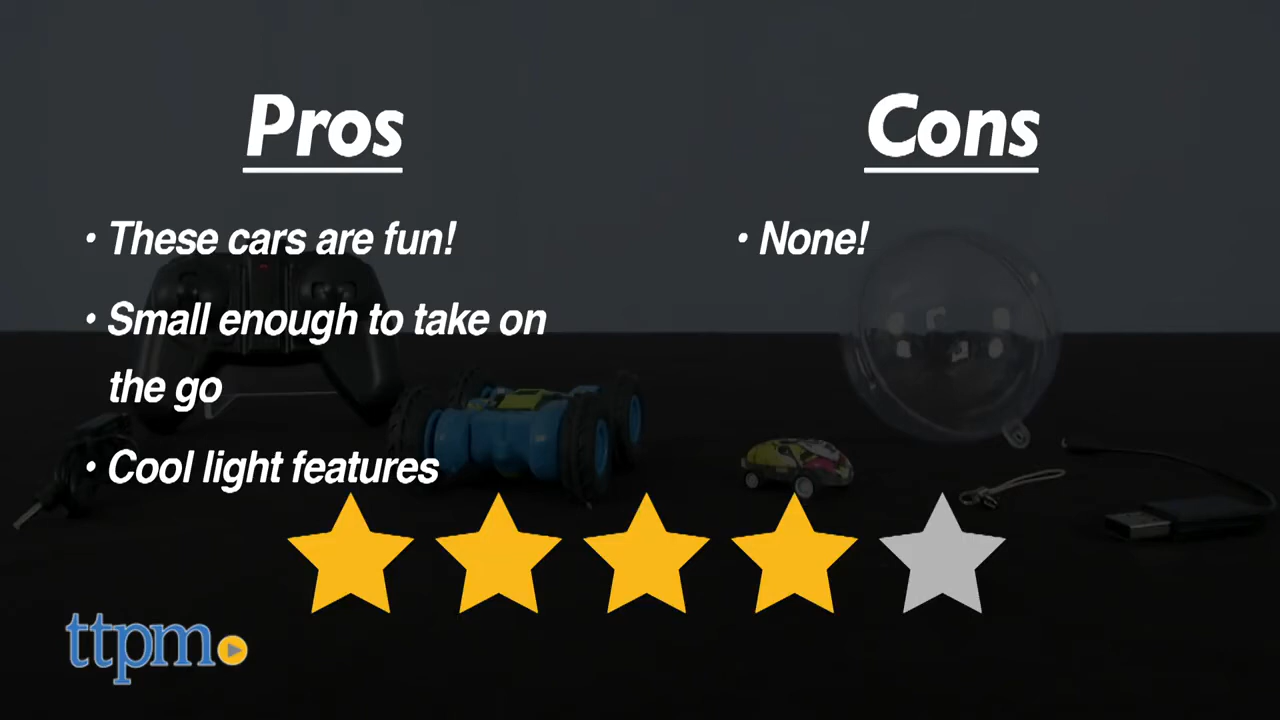 Pros
• These cars are fun!
• Small enough to take on
the go
• Cool light features
Cons
• None!
ttpm